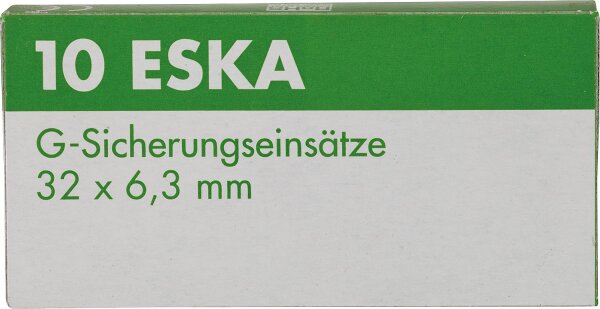 10 ESKA
G-Sicherungseinsätze
32 x 6,3 mm